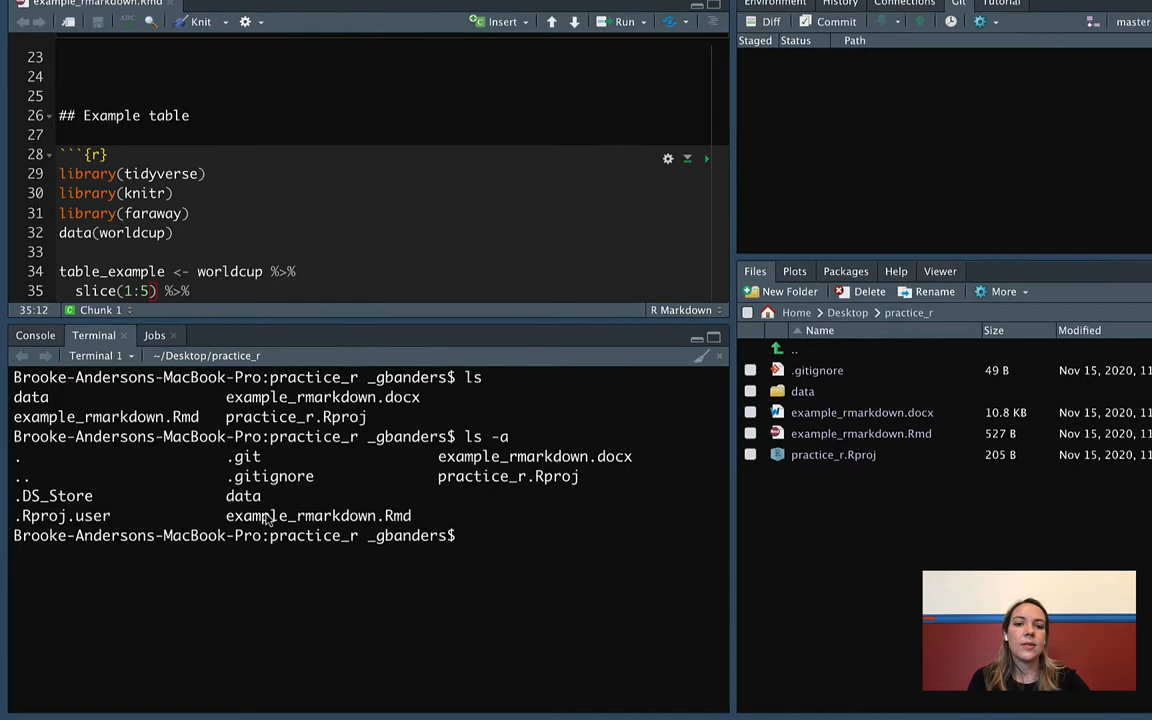 example_rmarkdown.Rmd
Environment History Connections Git Tutorial
ABC Knit Insert Run
Diff Commit master
Staged Status Path
23
24
25
26 ## Example table
27
28 ```{r}
29 library(tidyverse)
30 library(knitr)
31 library(faraway)
32 data(worldcup)
33
34 table_example <- worldcup %>%
35 slice(1:5) %>%
35:12 Chunk 1 R Markdown
Console Terminal Jobs
Terminal 1 ~/Desktop/practice_r
Brooke-Andersons-MacBook-Pro:practice_r _gbanders$ ls
data example_rmarkdown.docx
example_rmarkdown.Rmd practice_r.Rproj
Brooke-Andersons-MacBook-Pro:practice_r _gbanders$ ls -a
. .git example_rmarkdown.docx
.. .gitignore practice_r.Rproj
.DS_Store data
.Rproj.user example_rmarkdown.Rmd
Brooke-Andersons-MacBook-Pro:practice_r _gbanders$
Files Plots Packages Help Viewer
New Folder Delete Rename More
Home Desktop practice_r
Name Size Modified
..
.gitignore 49 B Nov 15, 2020, 11
data
example_rmarkdown.docx 10.8 KB Nov 15, 2020, 11
example_rmarkdown.Rmd 527 B Nov 15, 2020, 11
practice_r.Rproj 205 B Nov 15, 2020, 11